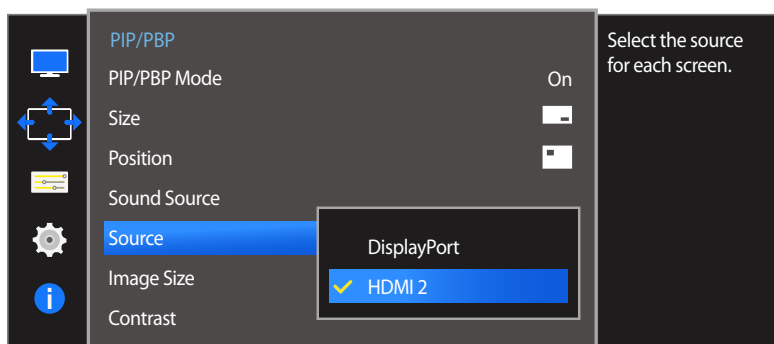 PIP/PBP
PIP/PBP Mode On
Size
Position
Sound Source
Source
DisplayPort
Image Size
HDMI 2
Contrast
Select the source
for each screen.